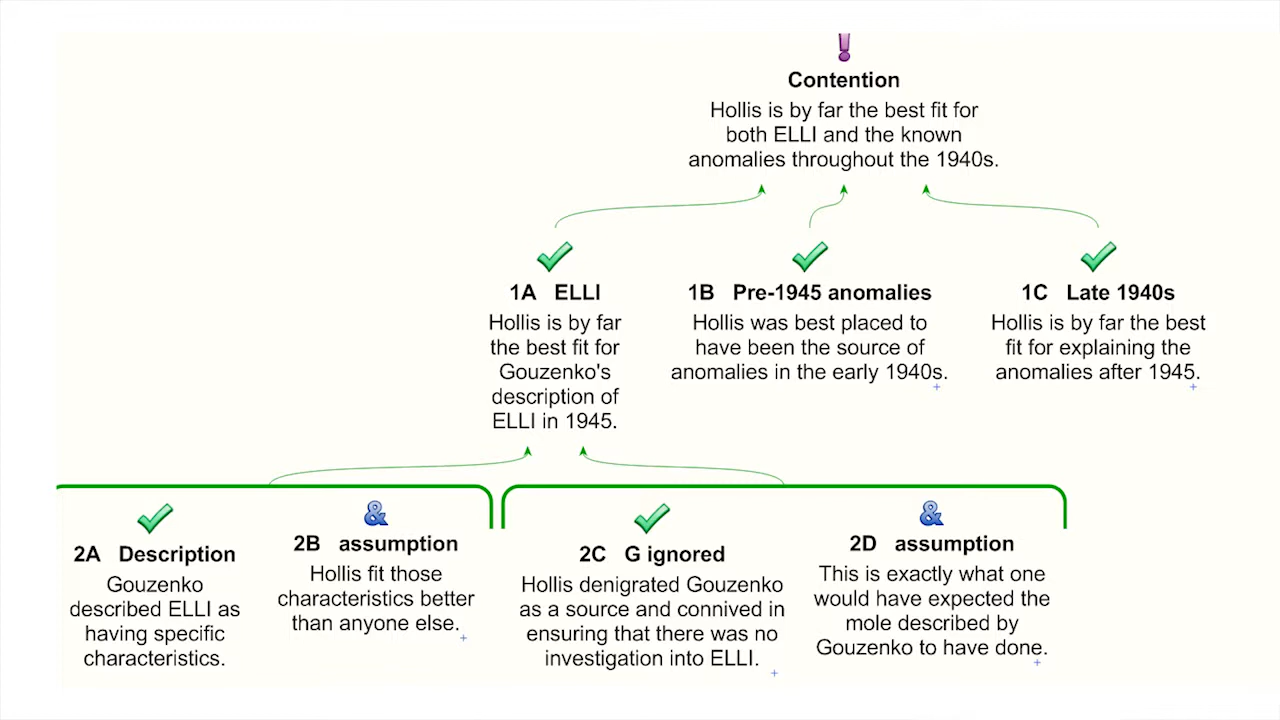 Contention
Hollis is by far the best fit for
both ELLI and the known
anomalies throughout the 1940s.
1A ELLI
Hollis is by far
the best fit for
Gouzenko's
description of
ELLI in 1945.
1B Pre-1945 anomalies
Hollis was best placed to
have been the source of
anomalies in the early 1940s.
1C Late 1940s
Hollis is by far the best
fit for explaining the
anomalies after 1945.
2A Description
Gouzenko
described ELLI as
having specific
characteristics.
&
2B assumption
Hollis fit those
characteristics better
than anyone else.
2C G ignored
Hollis denigrated Gouzenko
as a source and connived in
ensuring that there was no
investigation into ELLI.
&
2D assumption
This is exactly what one
would have expected the
mole described by
Gouzenko to have done.